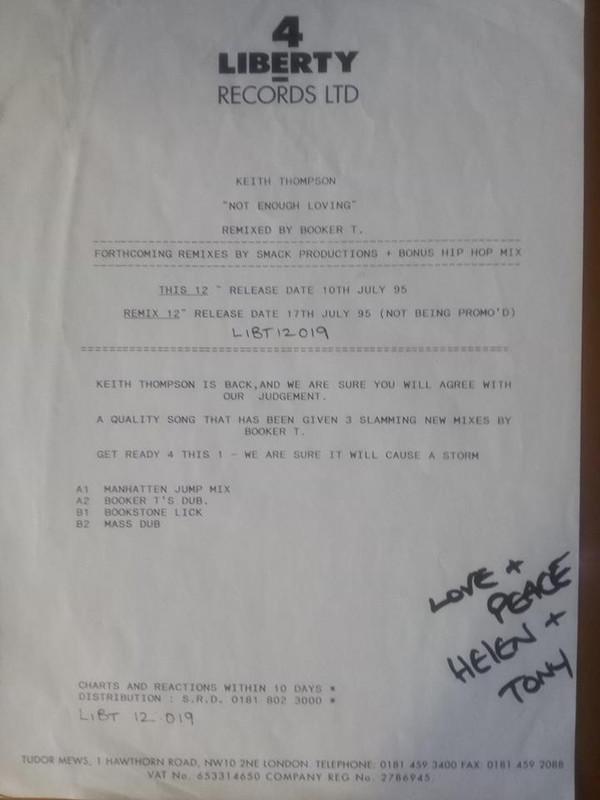 4
LIBERTY
RECORDS LTD
KEITH THOMPSON
"NOT ENOUGH LOVING"
REMIXED BY BOOKER T.
FORTHCOMING REMIXES BY SMACK PRODUCTIONS + BONUS HIP HOP MIX
THIS 12 " RELEASE DATE 10TH JULY 95
REMIX 12" RELEASE DATE 17TH JULY 95 (NOT BEING PROMO'D)
LIBT12019
KEITH THOMPSON IS BACK,AND WE ARE SURE YOU WILL AGREE WITH
OUR JUDGEMENT.
A QUALITY SONG THAT HAS BEEN GIVEN 3 SLAMMING NEW MIXES BY
BOOKER T.
GET READY 4 THIS 1 - WE ARE SURE IT WILL CAUSE A STORM
A1 MANHATTEN JUMP MIX
A2 BOOKER T'S DUB.
B1 BOOKSTONE LICK
B2 MASS DUB
LOVE +
PEACE
HELEN +
TONY
CHARTS AND REACTIONS WITHIN 10 DAYS *
DISTRIBUTION : S.R.D. 0181 802 3000 *
LIBT 12 019
TUDOR MEWS, 1 HAWTHORN ROAD, NW10 2NE LONDON. TELEPHONE: 0181 459 3400 FAX: 0181 459 2088
VAT No. 653314650 COMPANY REG No. 2786945.